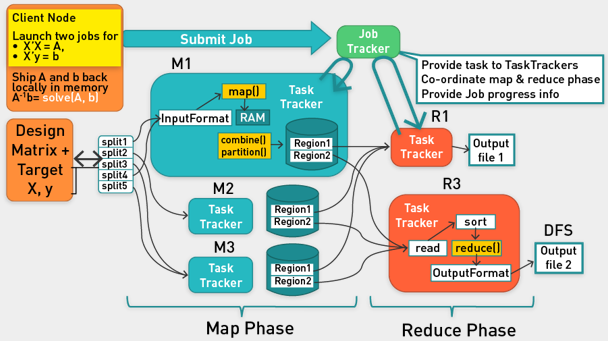 Client Node
Launch two jobs for
• X'X = A,
• X'y = b
Ship A and b back
locally in memory
A⁻¹b= solve(A, b)
Submit Job
Job
Tracker
Provide task to TaskTrackers
Co-ordinate map & reduce phase
Provide Job progress info
M1
map()
RAM
Task
Tracker
InputFormat
combine()
partition()
Region1
Region2
Design
Matrix +
Target
X, y
split1
split2
split3
split4
split5
M2
Task
Tracker
Region1
Region2
M3
Task
Tracker
Region1
Region2
R1
Task
Tracker
Output
file 1
R3
Task
Tracker
sort
read
reduce()
OutputFormat
DFS
Output
file 2
Map Phase
Reduce Phase